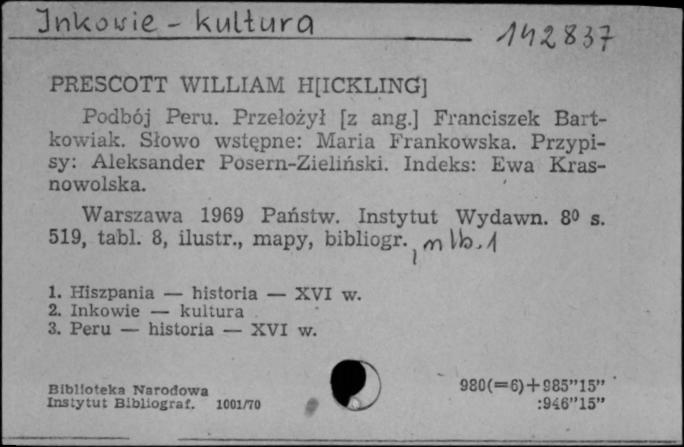 Inkowie - kultura
142837
PRESCOTT WILLIAM H[ICKLING]
Podbój Peru. Przełożył [z ang.] Franciszek Bart-
kowiak. Słowo wstępne: Maria Frankowska. Przypi-
sy: Aleksander Posern-Zieliński. Indeks: Ewa Kras-
nowolska.
Warszawa 1969 Państw. Instytut Wydawn. 8⁰ s.
519, tabl. 8, ilustr., mapy, bibliogr., nlb. 1
1. Hiszpania — historia — XVI w.
2. Inkowie — kultura
3. Peru — historia — XVI w.
Biblioteka Narodowa
Instytut Bibliograf. 1001/70
980(=6)+985"15"
:946"15"